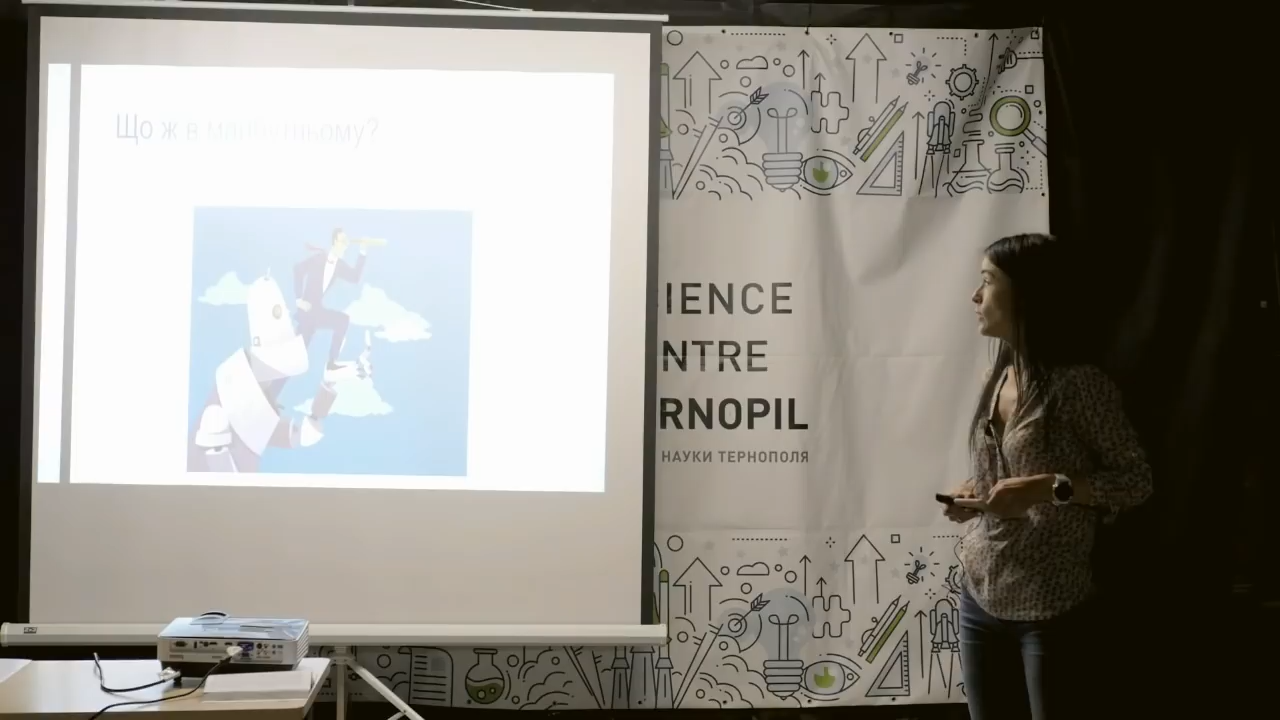 Що ж в майбутньому?
IENCE
NTRE
RNOPIL
НАУКИ ТЕРНОПОЛЯ